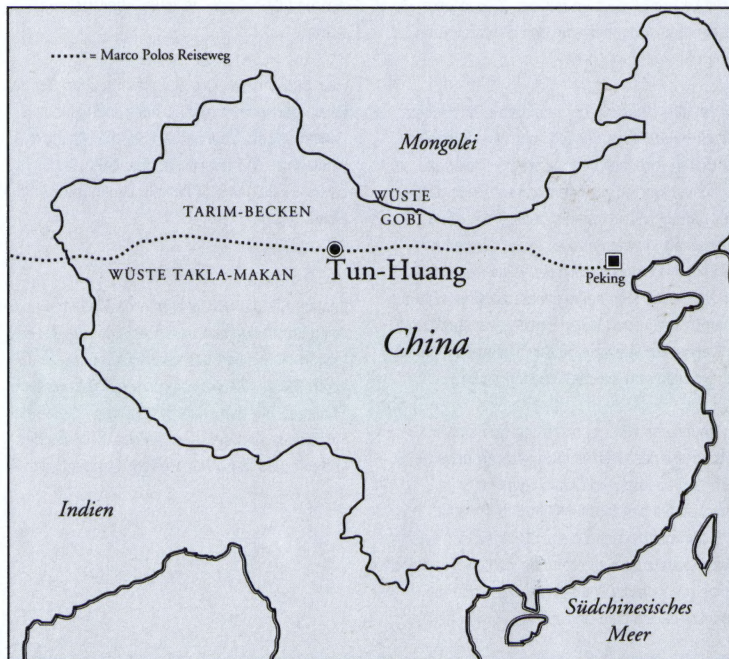 ········ = Marco Polos Reiseweg
Mongolei
WÜSTE
GOBI
TARIM-BECKEN
WÜSTE TAKLA-MAKAN
Tun-Huang
Peking
China
Indien
Südchinesisches
Meer